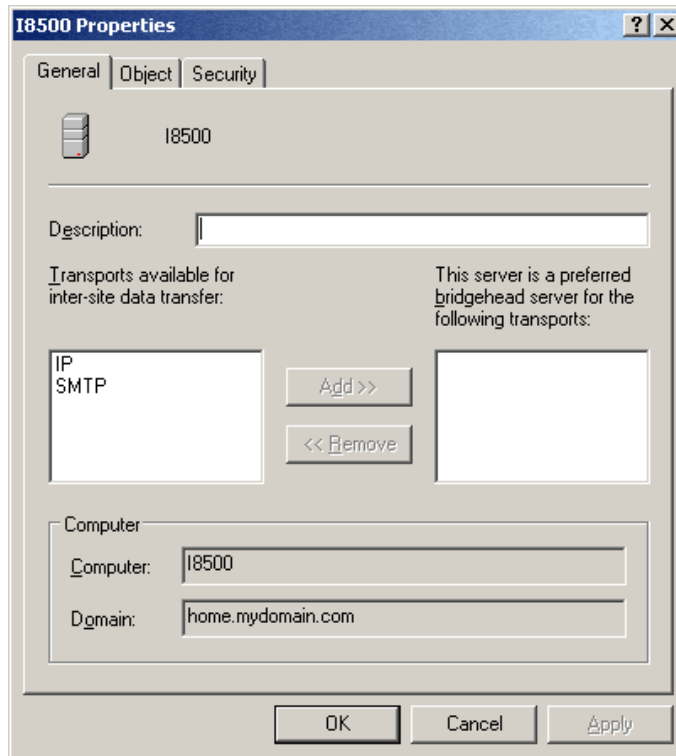 I8500 Properties
General Object Security
I8500
Description:
Transports available for
inter-site data transfer:
This server is a preferred
bridgehead server for the
following transports:
IP
SMTP
Add >>
<< Remove
Computer
Computer: I8500
Domain: home.mydomain.com
OK Cancel Apply